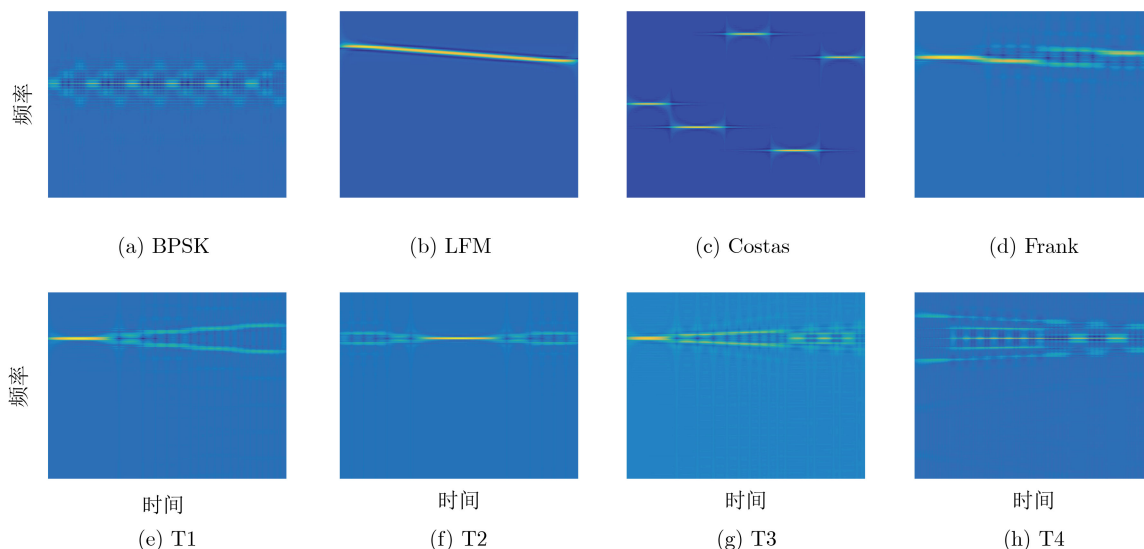 频率
(a) BPSK
(b) LFM
(c) Costas
(d) Frank
频率
时间
时间
时间
时间
(e) T1
(f) T2
(g) T3
(h) T4